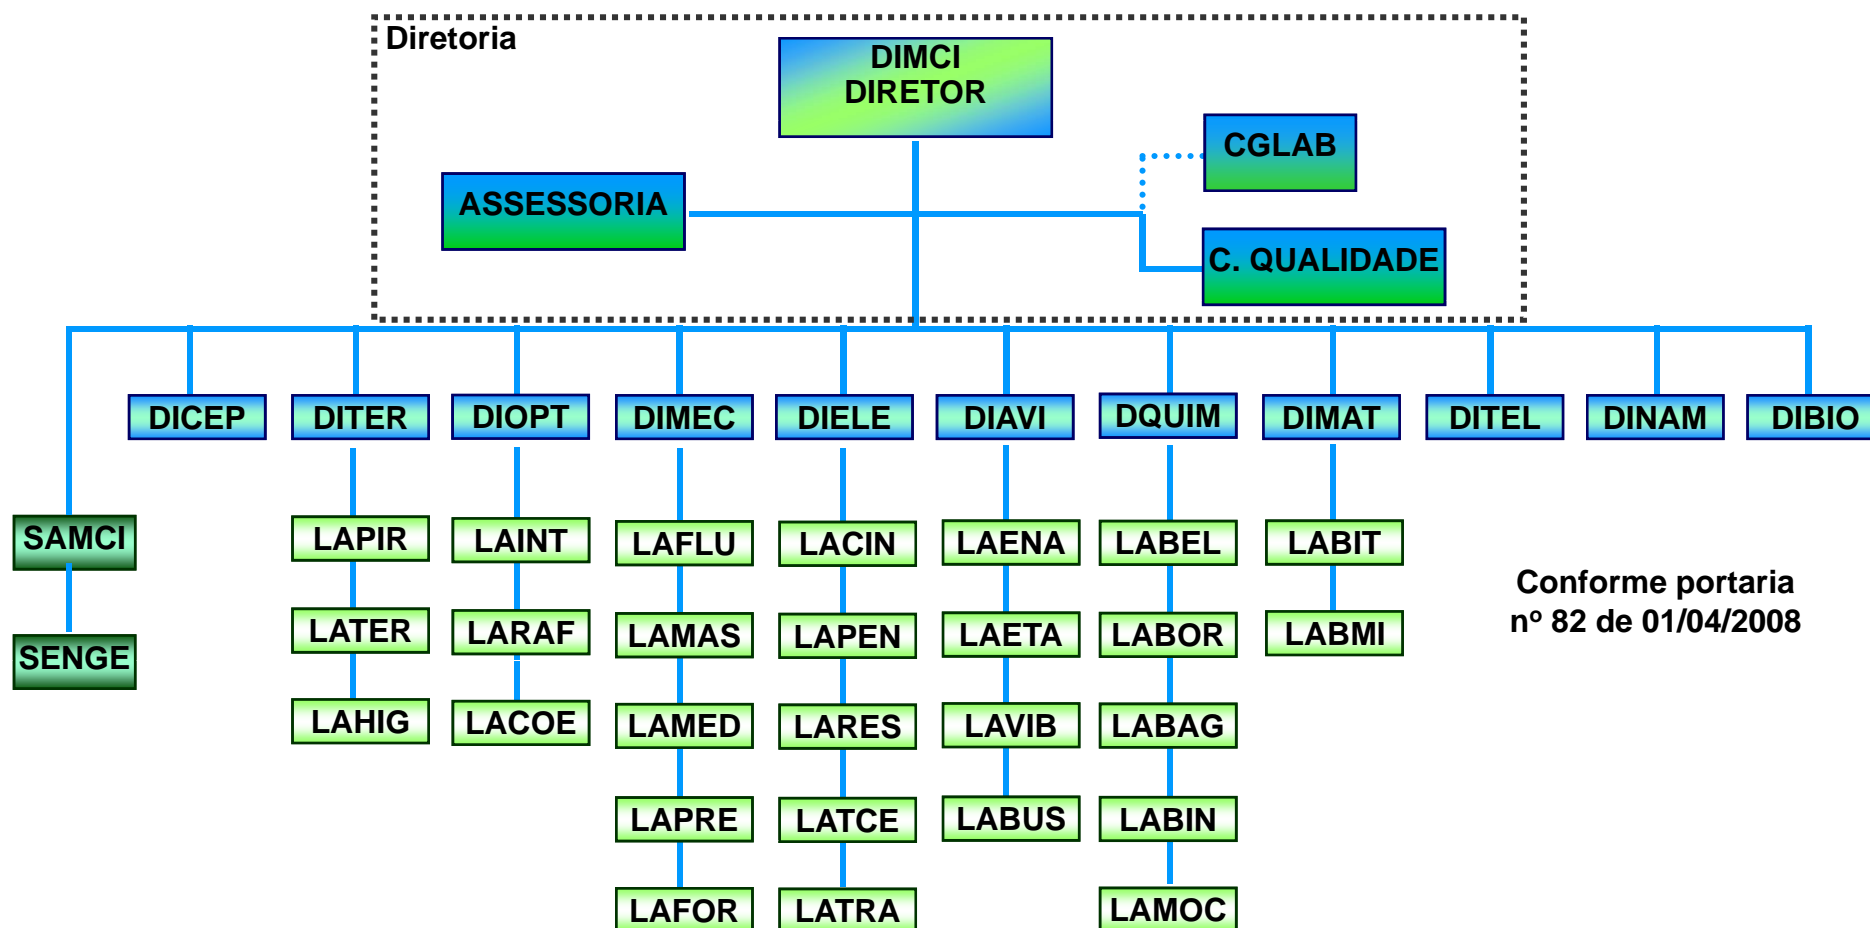 Diretoria
DIMCI
DIRETOR
CGLAB
ASSESSORIA
C. QUALIDADE
DICEP DITER DIOPT DIMEC DIELE DIAVI DQUIM DIMAT DITEL DINAM DIBIO
SAMCI LAPIR LAINT LAFLU LACIN LAENA LABEL LABIT
Conforme portaria
nº 82 de 01/04/2008
SENGE LATER LARAF LAMAS LAPEN LAETA LABOR LABMI
LAHIG LACOE LAMED LARES LAVIB LABAG
LAPRE LATCE LABUS LABIN
LAFOR LATRA LAMOC